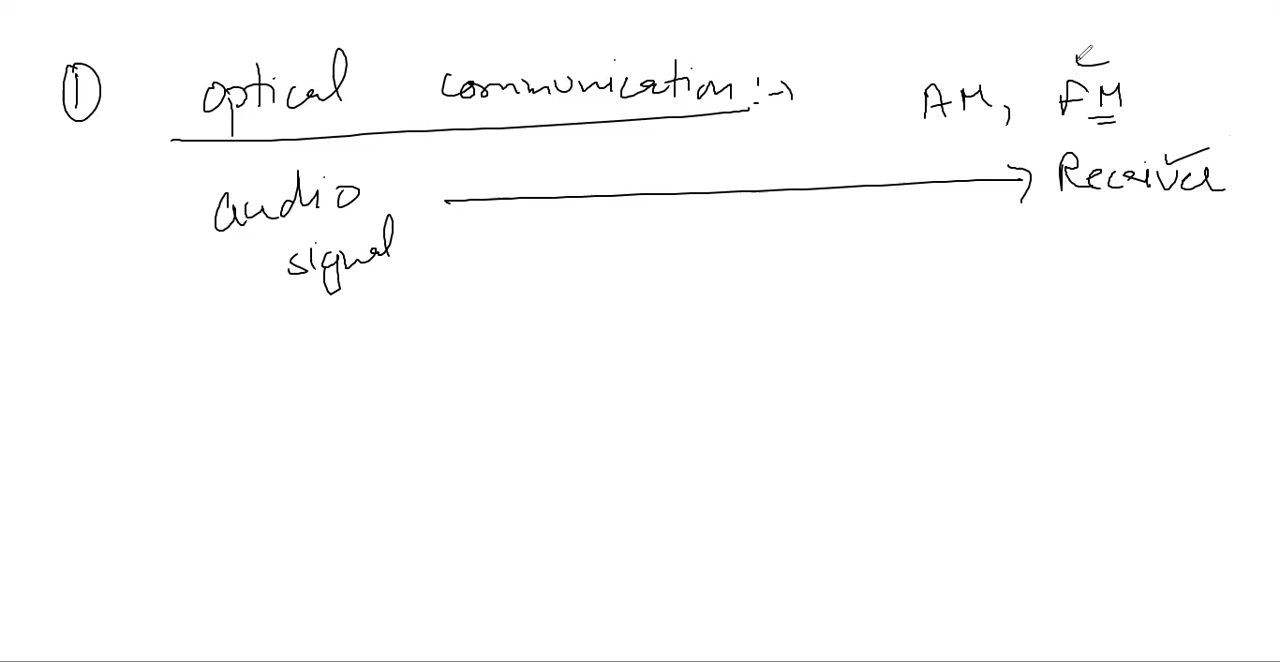 ① optical communication :→ AM, FM
audio → Receiver
signal